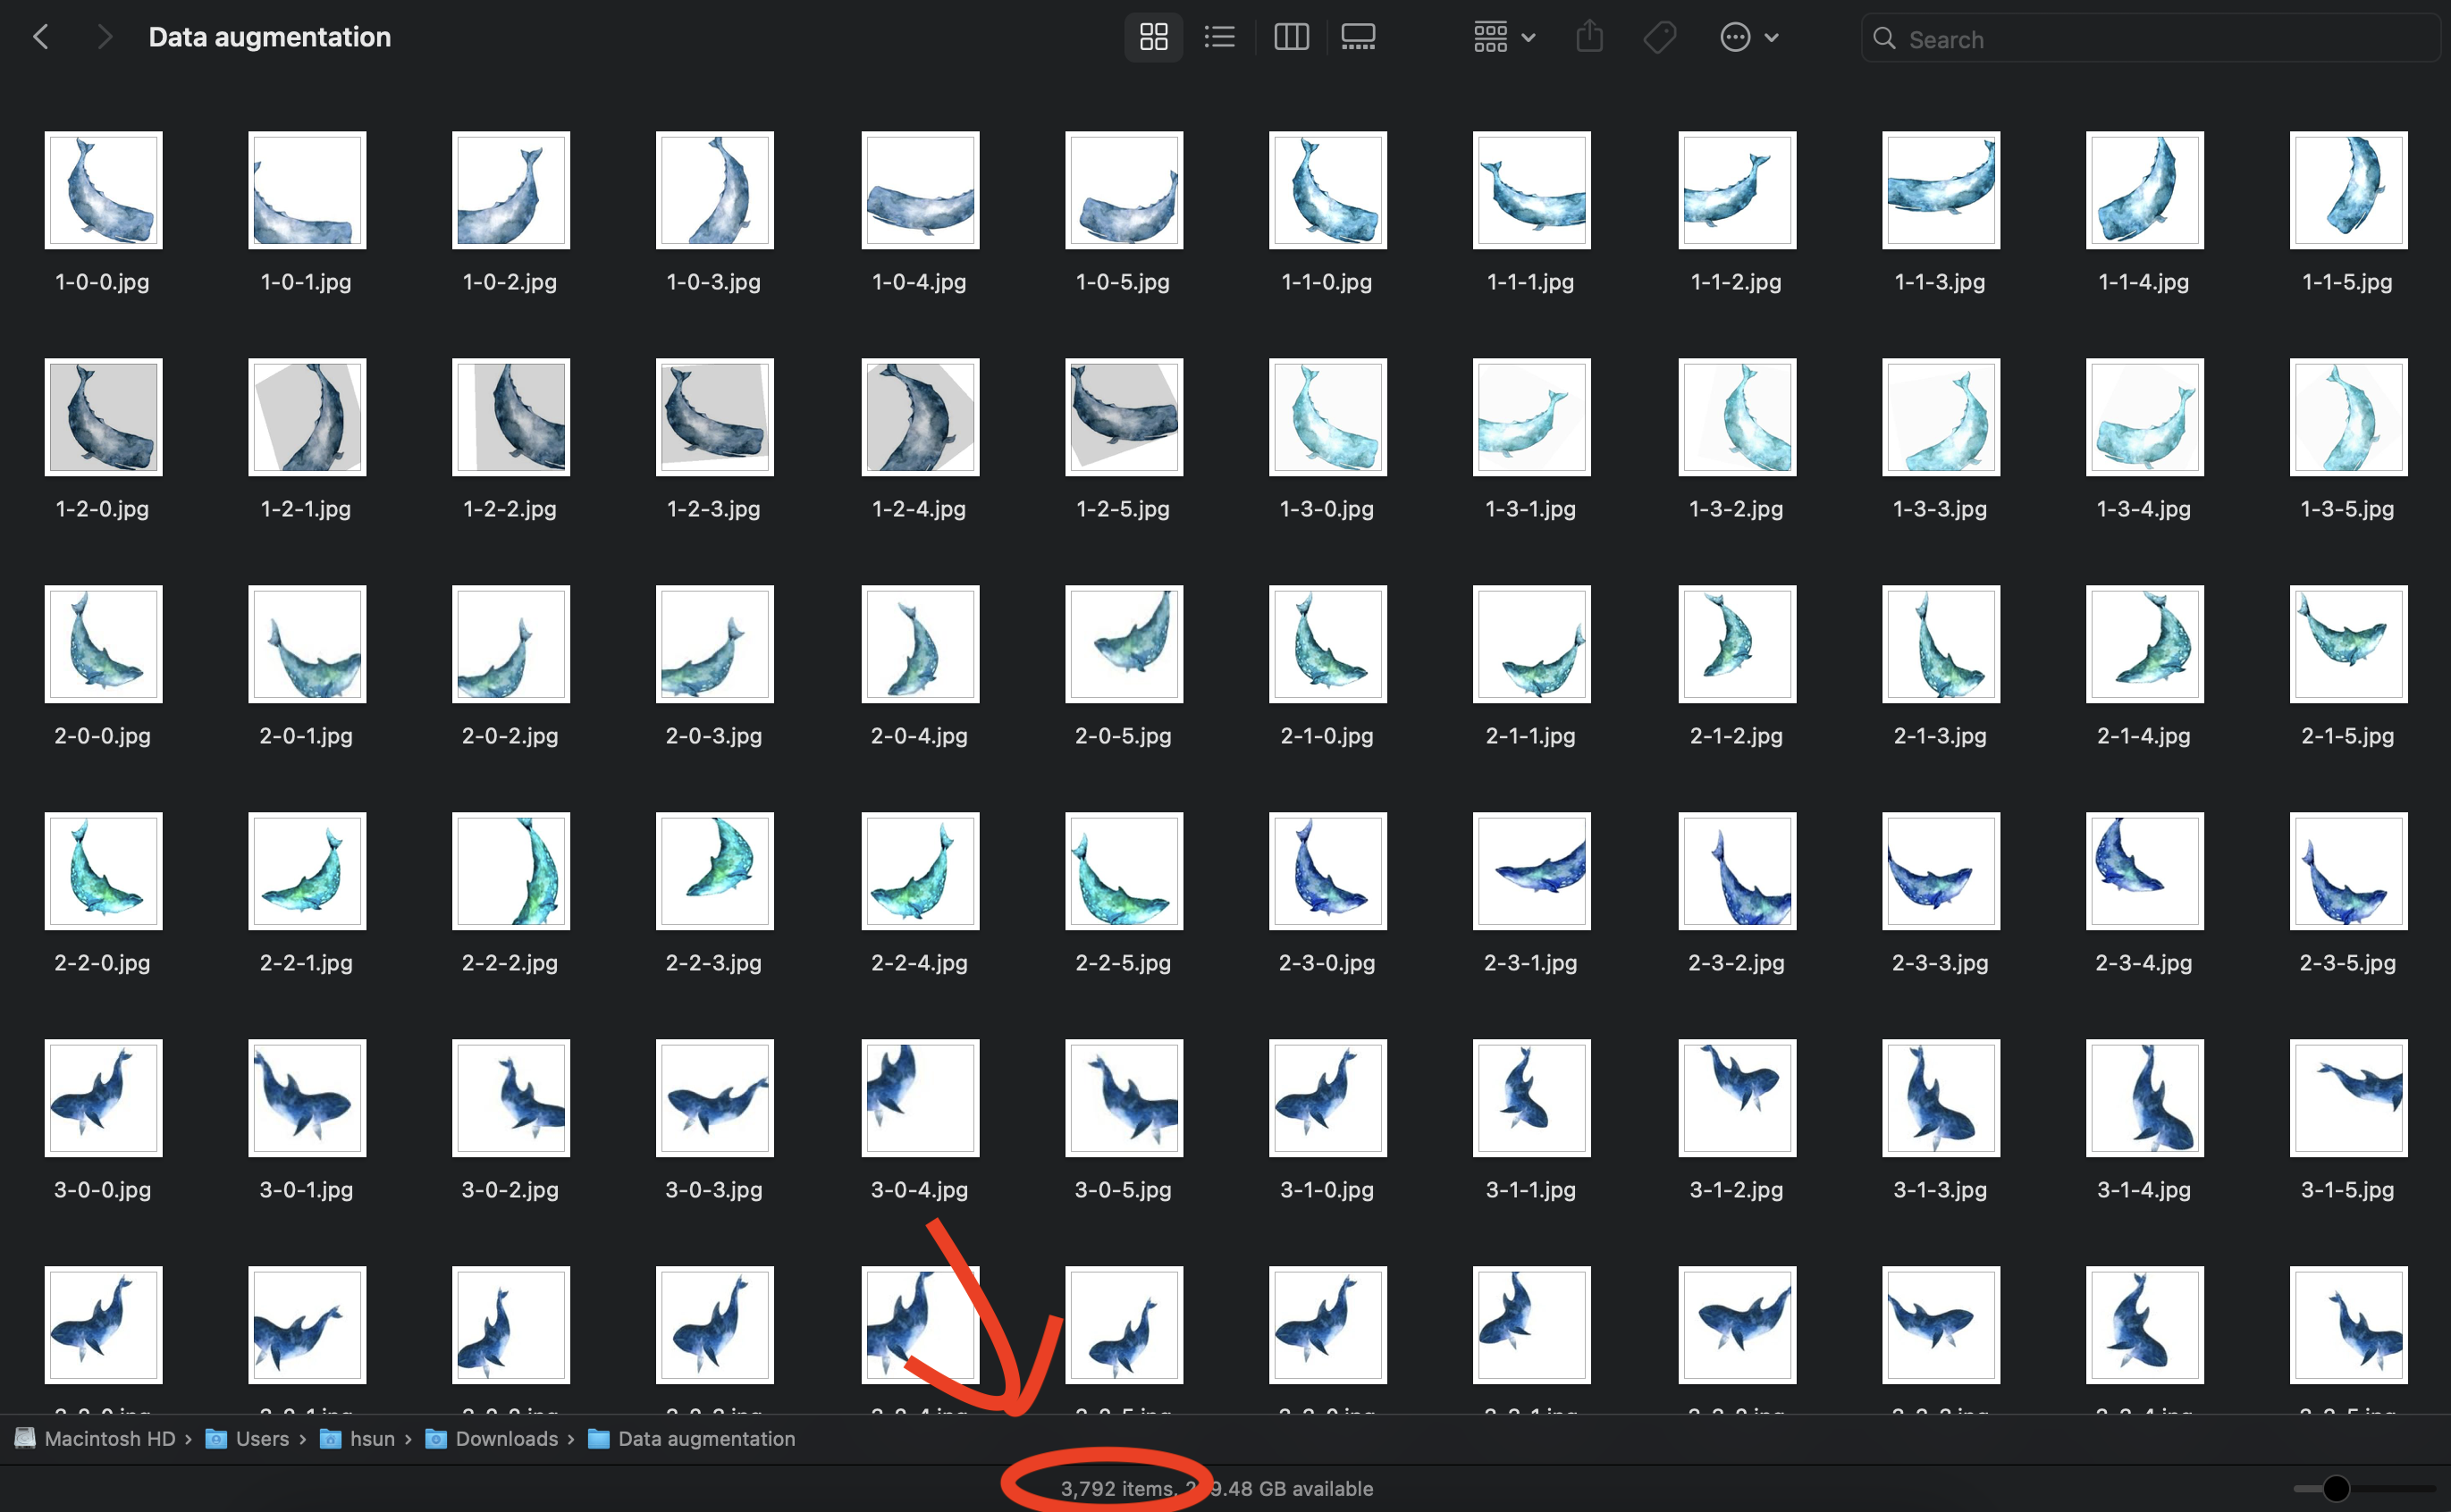 Data augmentation
Search
1-0-0.jpg 1-0-1.jpg 1-0-2.jpg 1-0-3.jpg 1-0-4.jpg 1-0-5.jpg 1-1-0.jpg 1-1-1.jpg 1-1-2.jpg 1-1-3.jpg 1-1-4.jpg 1-1-5.jpg
1-2-0.jpg 1-2-1.jpg 1-2-2.jpg 1-2-3.jpg 1-2-4.jpg 1-2-5.jpg 1-3-0.jpg 1-3-1.jpg 1-3-2.jpg 1-3-3.jpg 1-3-4.jpg 1-3-5.jpg
2-0-0.jpg 2-0-1.jpg 2-0-2.jpg 2-0-3.jpg 2-0-4.jpg 2-0-5.jpg 2-1-0.jpg 2-1-1.jpg 2-1-2.jpg 2-1-3.jpg 2-1-4.jpg 2-1-5.jpg
2-2-0.jpg 2-2-1.jpg 2-2-2.jpg 2-2-3.jpg 2-2-4.jpg 2-2-5.jpg 2-3-0.jpg 2-3-1.jpg 2-3-2.jpg 2-3-3.jpg 2-3-4.jpg 2-3-5.jpg
3-0-0.jpg 3-0-1.jpg 3-0-2.jpg 3-0-3.jpg 3-0-4.jpg 3-0-5.jpg 3-1-0.jpg 3-1-1.jpg 3-1-2.jpg 3-1-3.jpg 3-1-4.jpg 3-1-5.jpg
Macintosh HD › Users › hsun › Downloads › Data augmentation
3,792 items, GB available